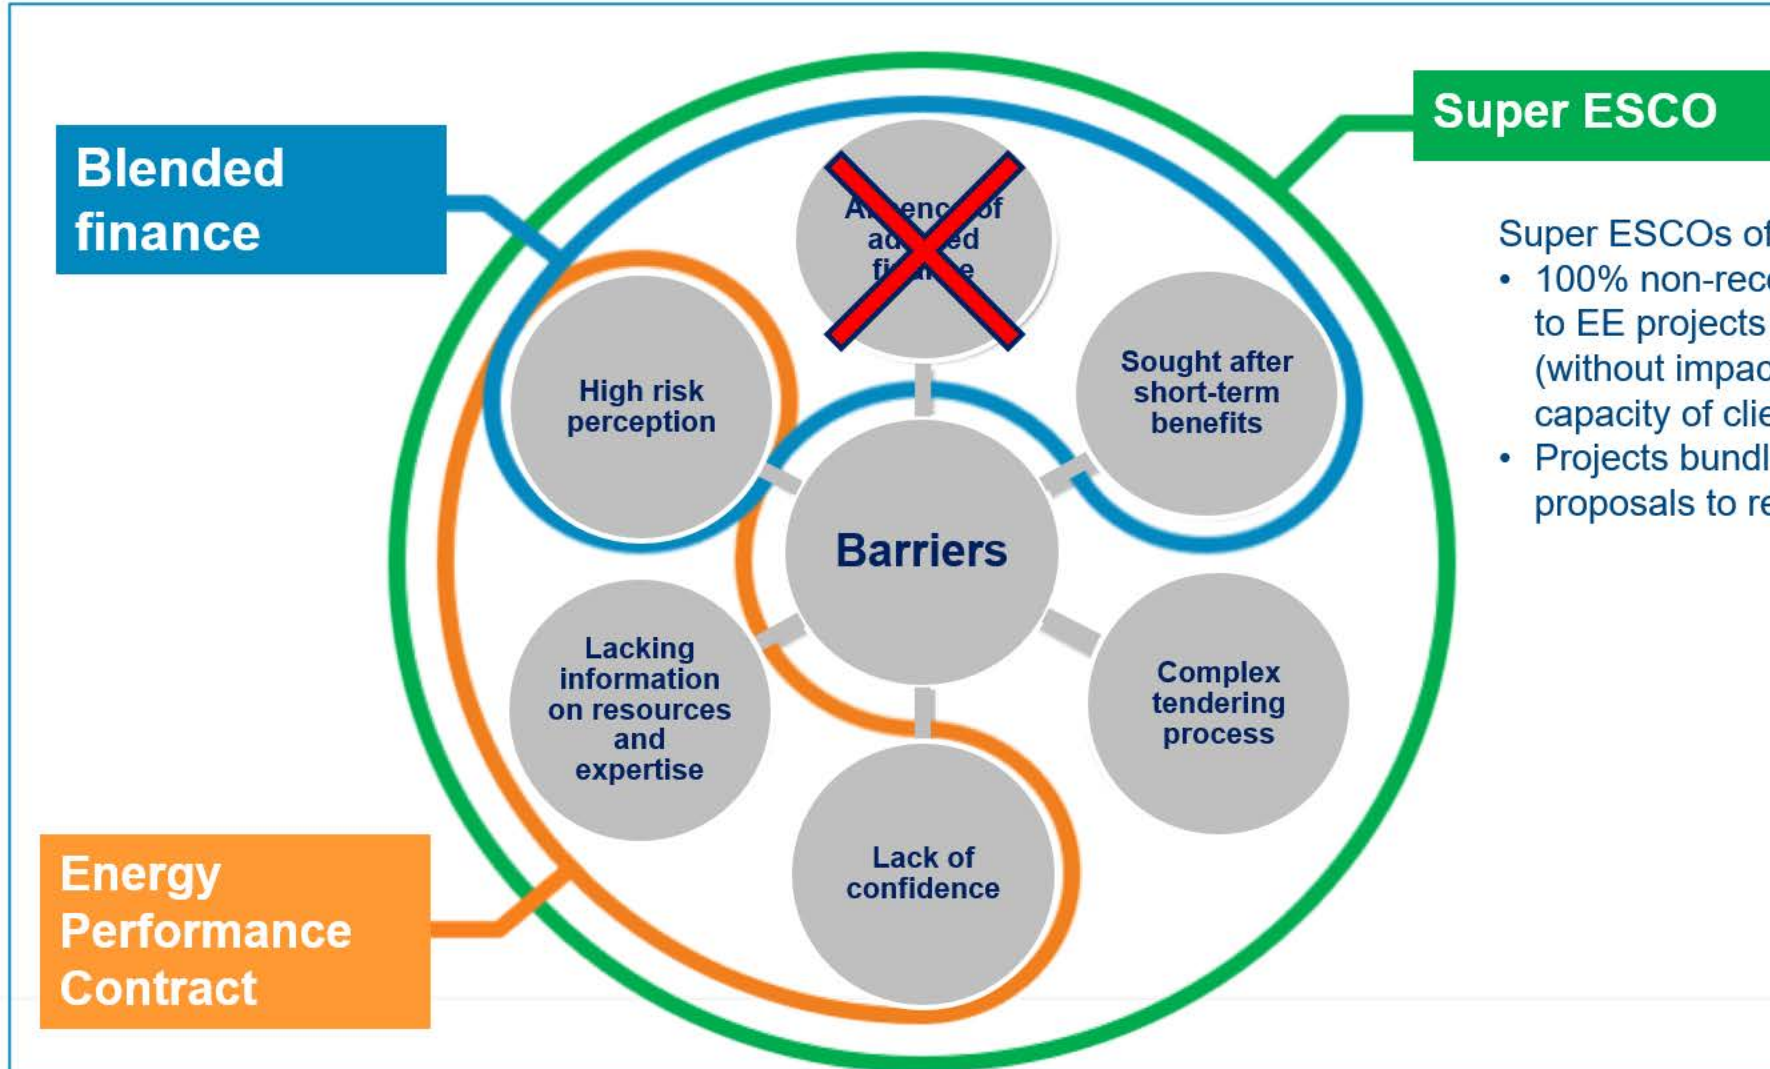 Blended
finance
Super ESCO
of
High risk
perception
Sought after
short-term
benefits
Barriers
Lacking
information
on resources
and
expertise
Complex
tendering
process
Lack of
confidence
Energy
Performance
Contract
Super ESCOs of
• 100% non-rec
to EE projects
(without impac
capacity of clie
• Projects bundl
proposals to re